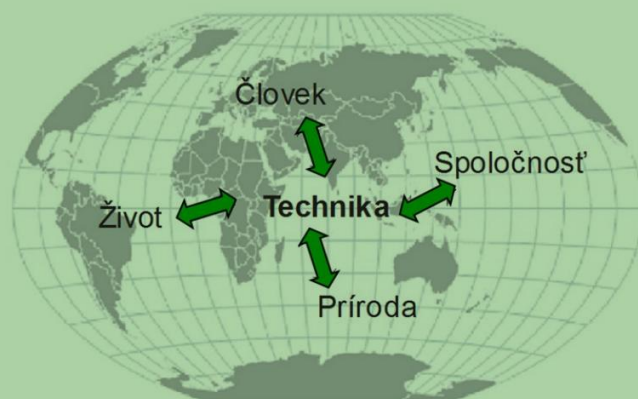 Človek
Spoločnosť
Život
Technika
Príroda